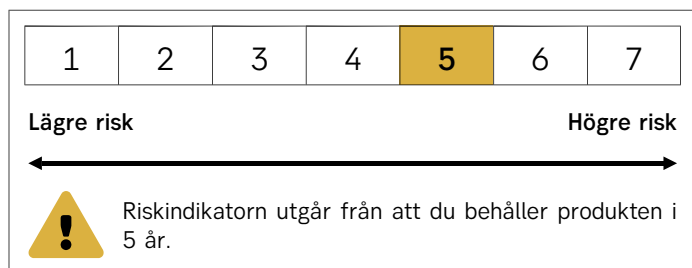 1 2 3 4 5 6 7
Lägre risk Högre risk
Riskindikatorn utgår från att du behåller produkten i
5 år.